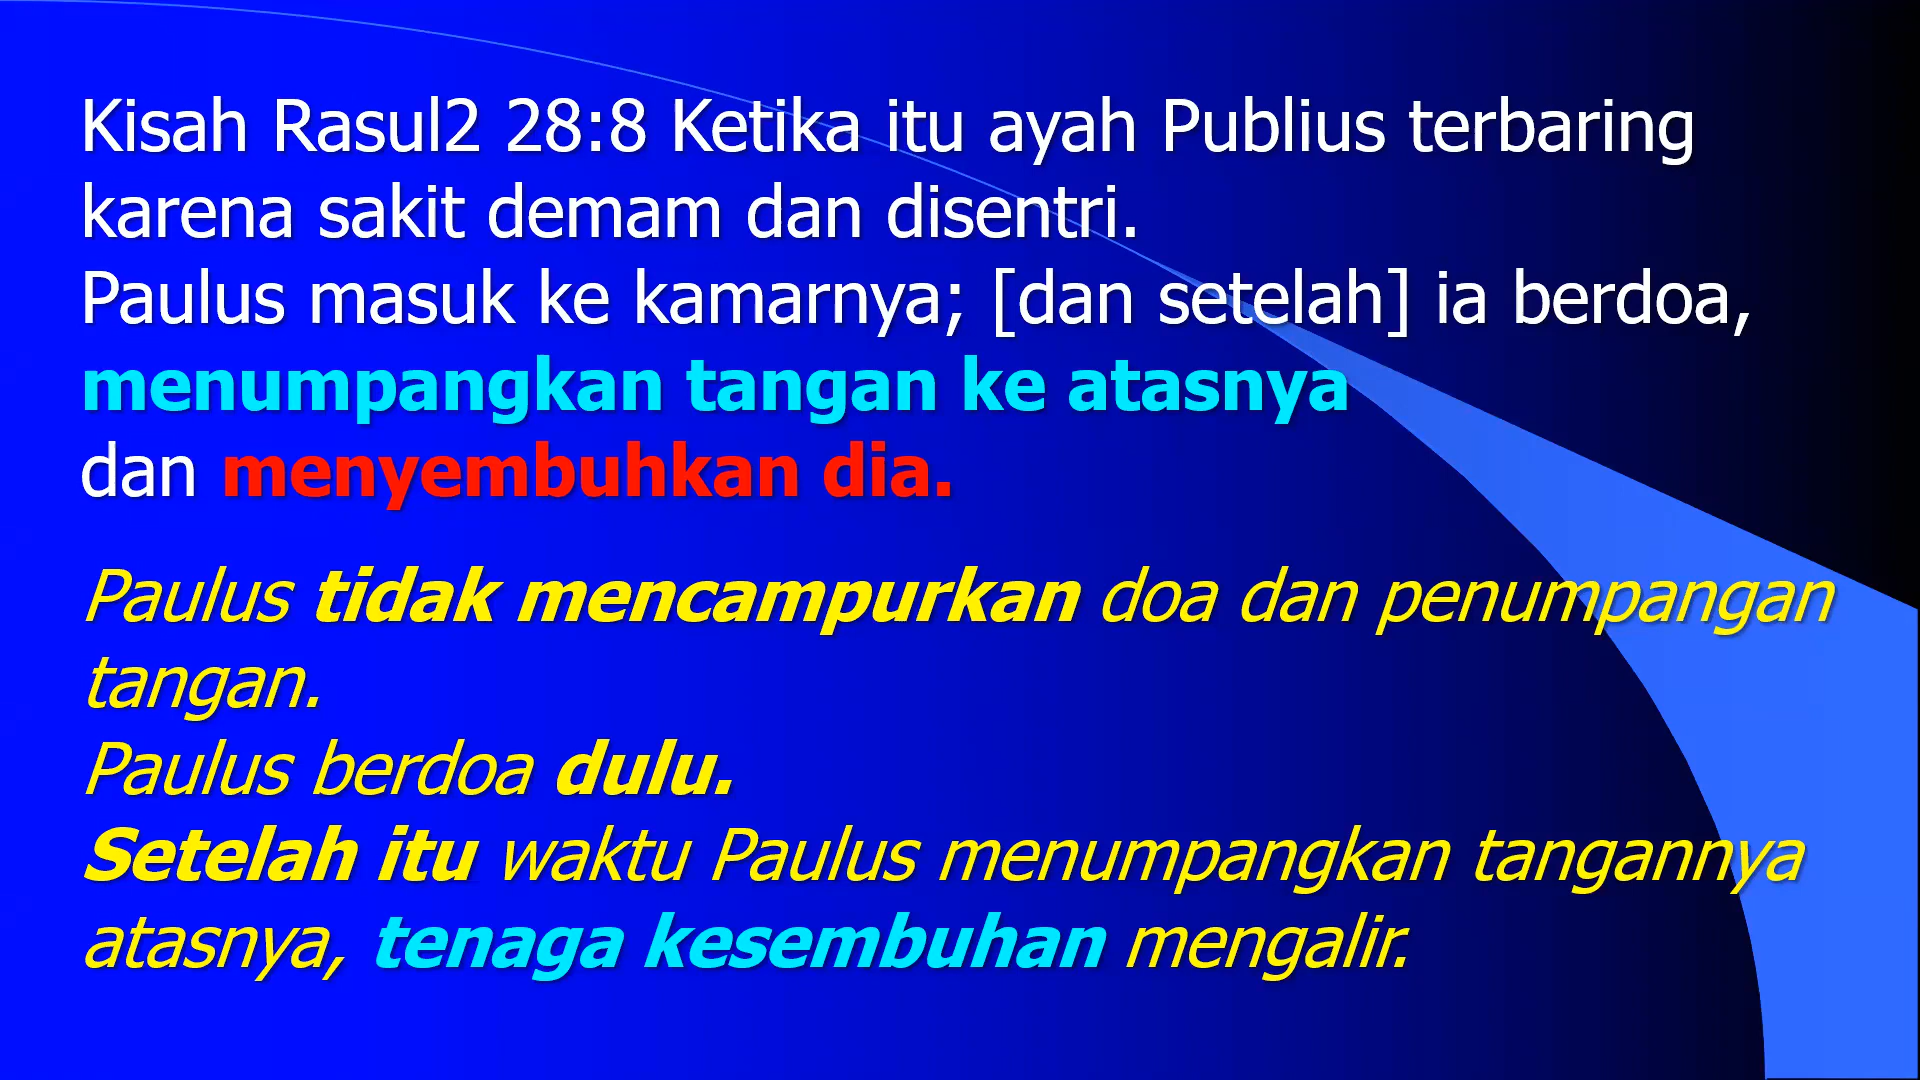 Kisah Rasul2 28:8 Ketika itu ayah Publius terbaring
karena sakit demam dan disentri.
Paulus masuk ke kamarnya; [dan setelah] ia berdoa,
menumpangkan tangan ke atasnya
dan menyembuhkan dia.
Paulus tidak mencampurkan doa dan penumpangan
tangan.
Paulus berdoa dulu.
Setelah itu waktu Paulus menumpangkan tangannya
atasnya, tenaga kesembuhan mengalir.